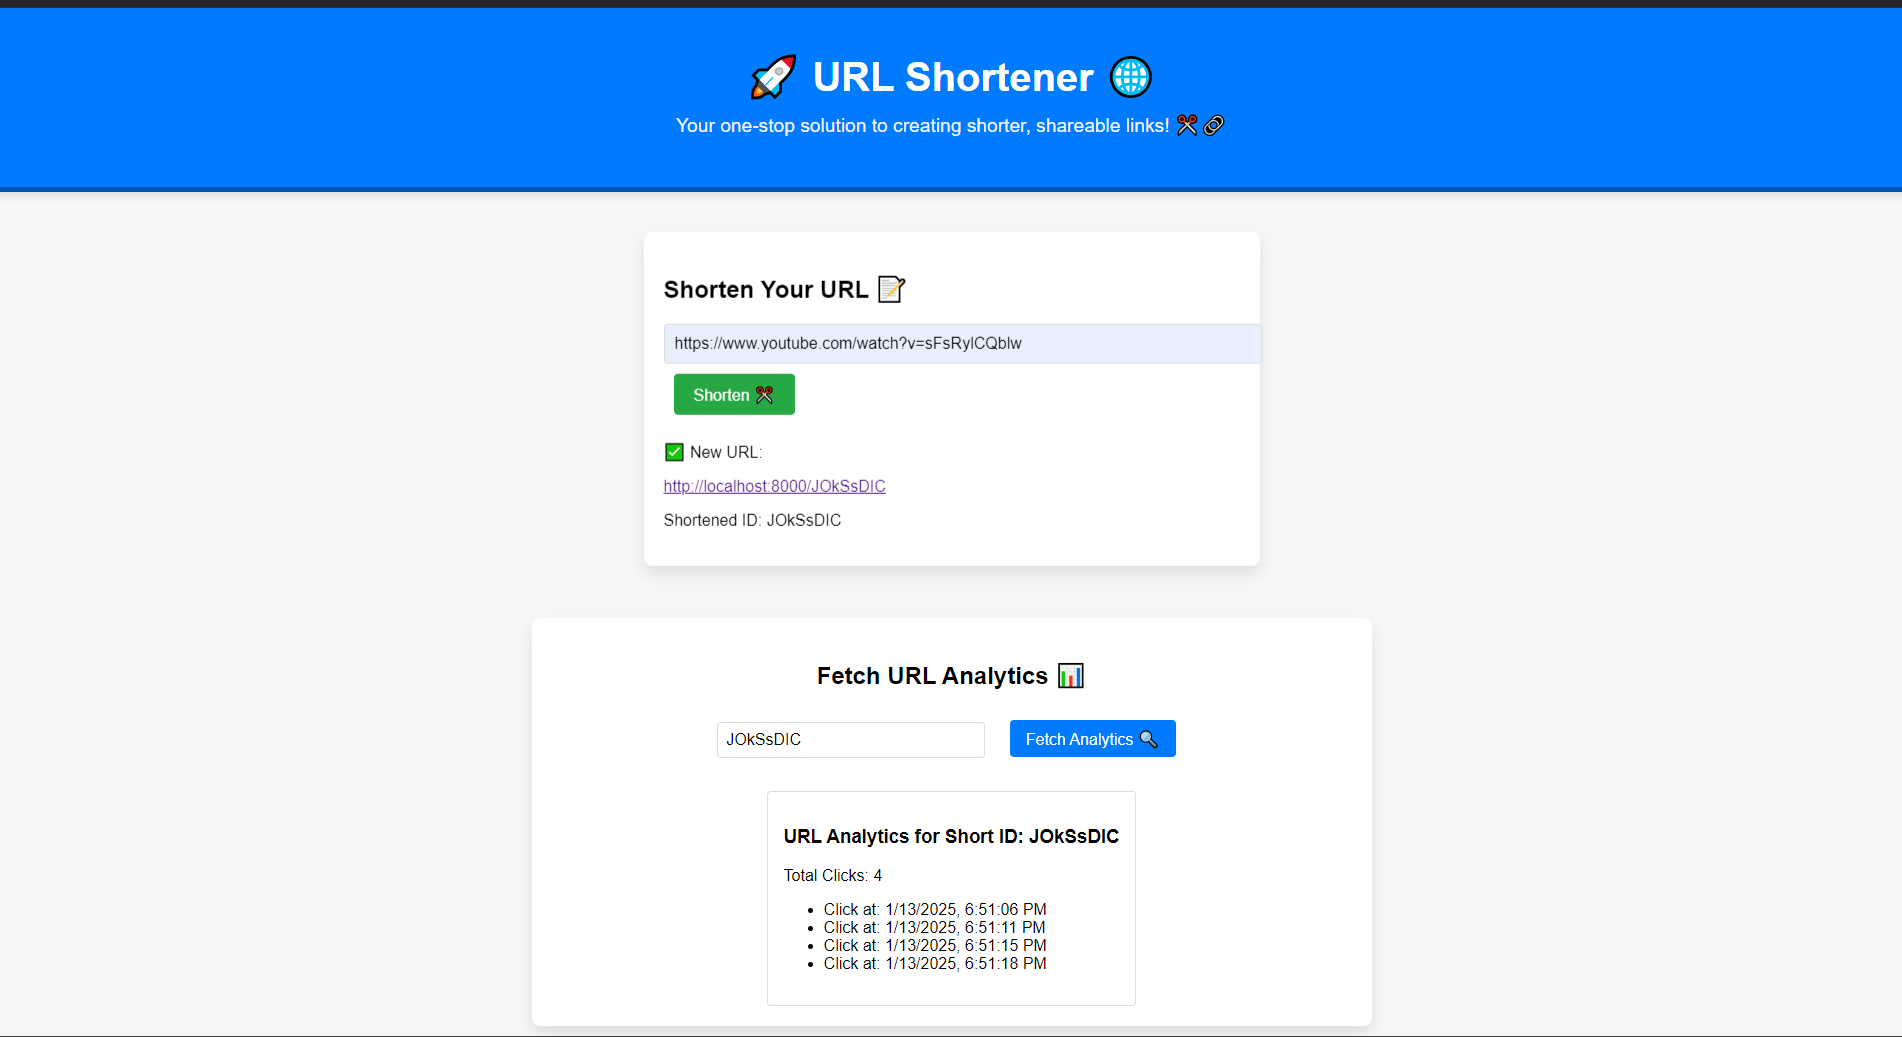 🚀 URL Shortener 🌐
Your one-stop solution to creating shorter, shareable links! ✂️🔗
Shorten Your URL 📝
https://www.youtube.com/watch?v=sFsRylCQblw
Shorten ✂️
✅ New URL:
http://localhost:8000/JOkSsDIC
Shortened ID: JOkSsDIC
Fetch URL Analytics 📊
JOkSsDIC
Fetch Analytics 🔍
URL Analytics for Short ID: JOkSsDIC
Total Clicks: 4
• Click at: 1/13/2025, 6:51:06 PM
• Click at: 1/13/2025, 6:51:11 PM
• Click at: 1/13/2025, 6:51:15 PM
• Click at: 1/13/2025, 6:51:18 PM